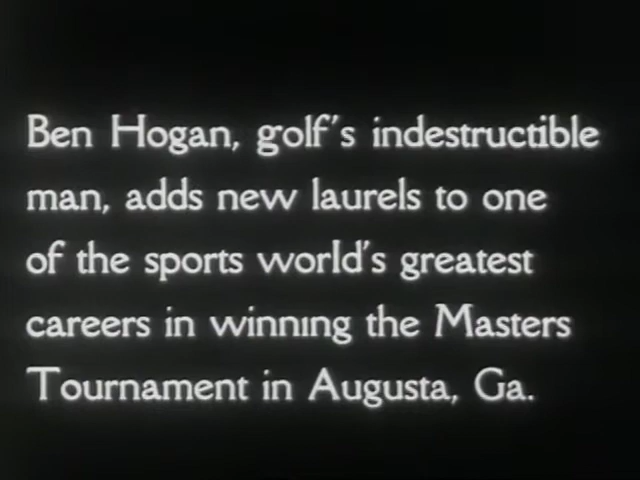 Ben Hogan, golf's indestructible
man, adds new laurels to one
of the sports world's greatest
careers in winning the Masters
Tournament in Augusta, Ga.